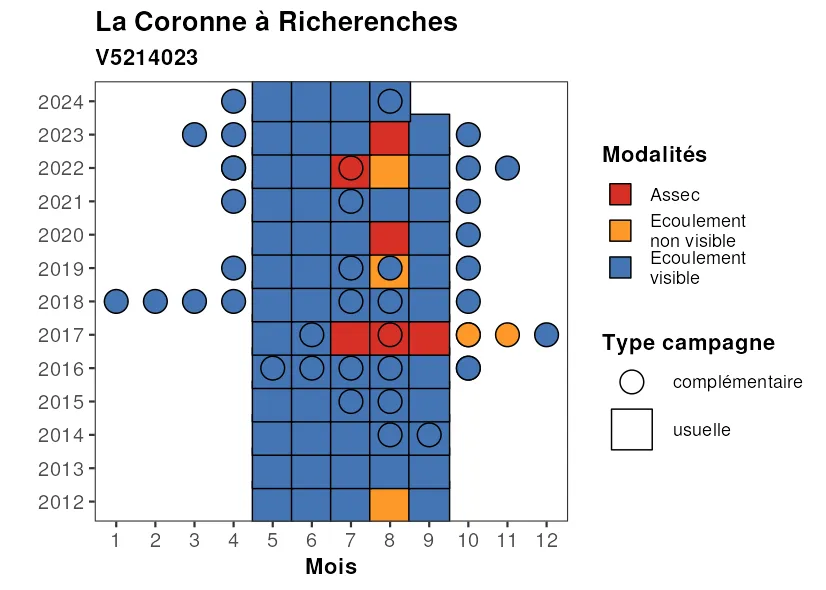 La Coronne à Richerenches
V5214023
2024
2023
2022
2021
2020
2019
2018
2017
2016
2015
2014
2013
2012
1 2 3 4 5 6 7 8 9 10 11 12
Mois
Modalités
Assec
Ecoulement
non visible
Ecoulement
visible
Type campagne
complémentaire
usuelle